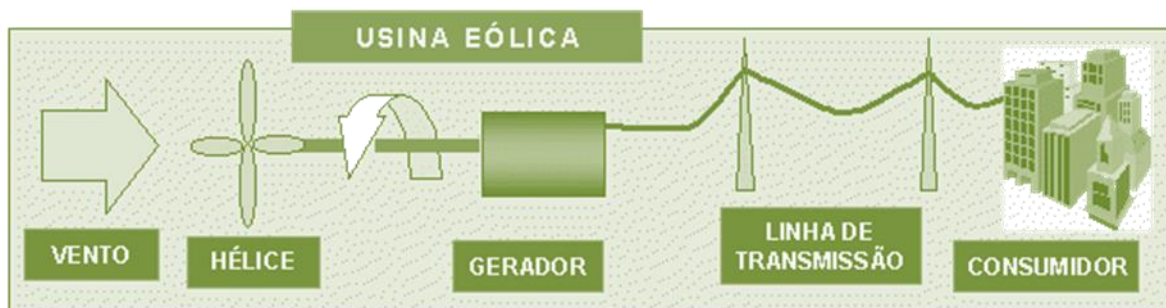 USINA EÓLICA
VENTO
HÉLICE
GERADOR
LINHA DE
TRANSMISSÃO
CONSUMIDOR